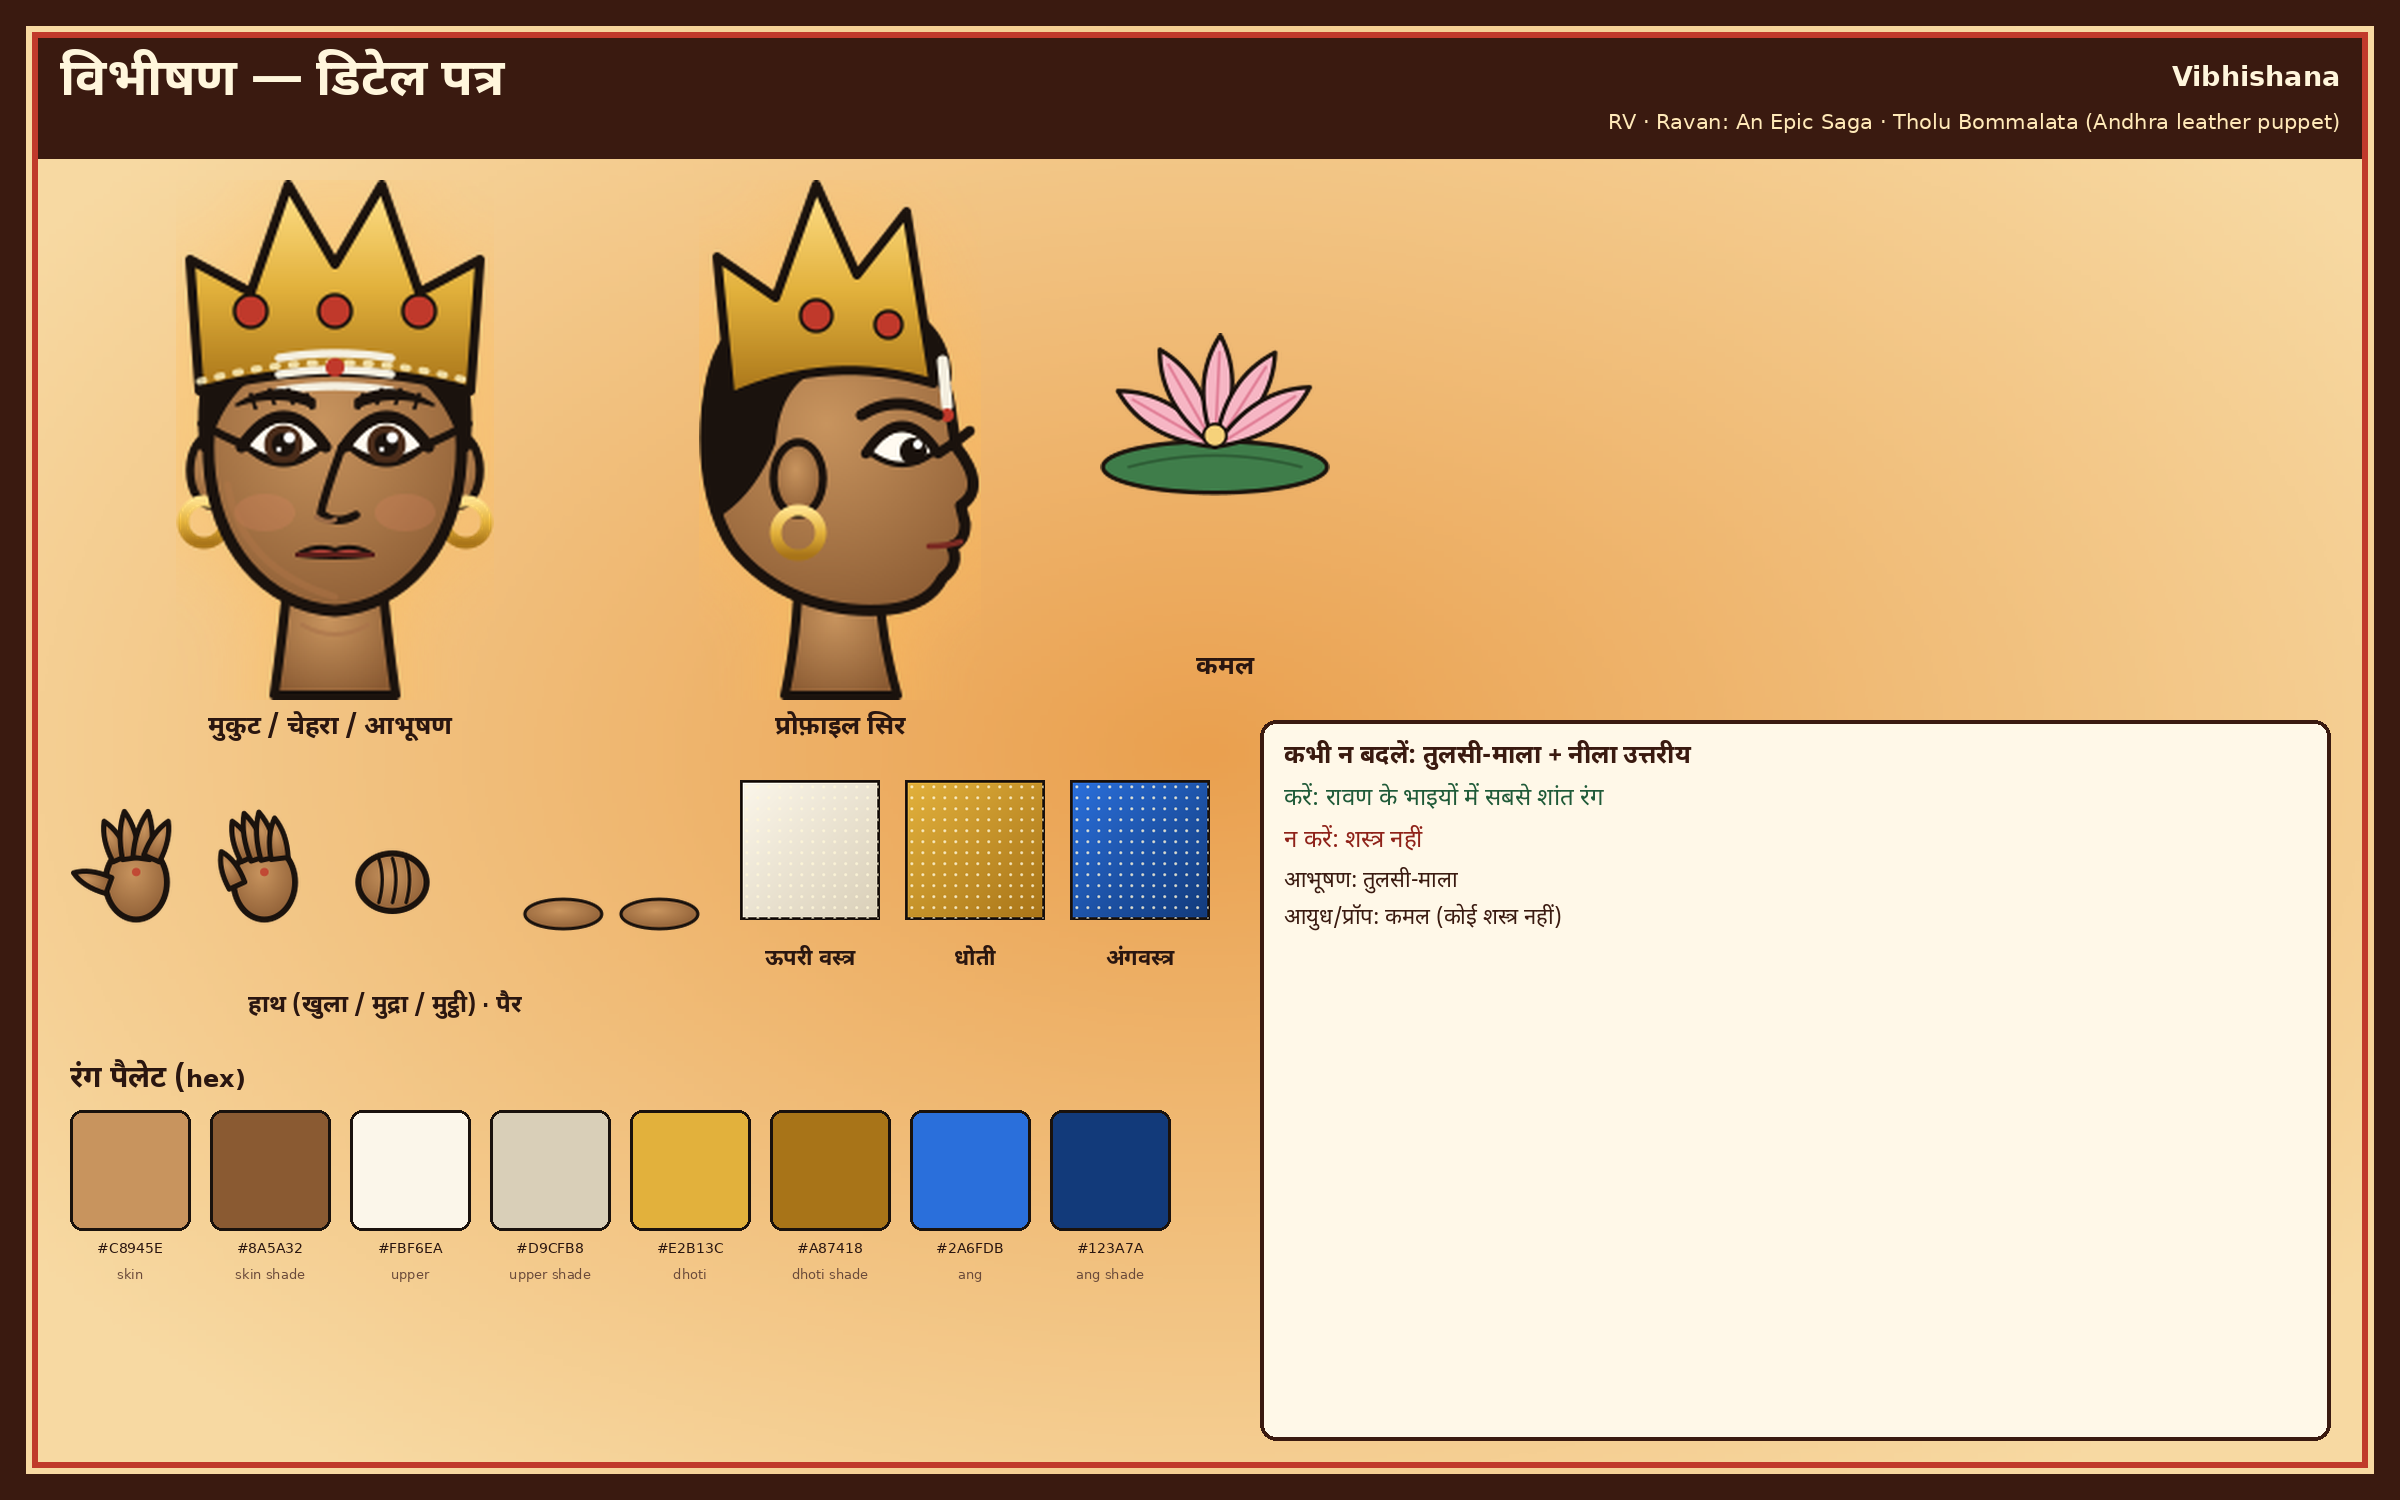 विभीषण — डिटेल पत्र
Vibhishana
RV · Ravan: An Epic Saga · Tholu Bommalata (Andhra leather puppet)
कमल
मुकुट / चेहरा / आभूषण
प्रोफ़ाइल सिर
ऊपरी वस्त्र
धोती
अंगवस्त्र
हाथ (खुला / मुद्रा / मुट्ठी) · पैर
कभी न बदलें: तुलसी-माला + नीला उत्तरीय
करें: रावण के भाइयों में सबसे शांत रंग
न करें: शस्त्र नहीं
आभूषण: तुलसी-माला
आयुध/प्रॉप: कमल (कोई शस्त्र नहीं)
रंग पैलेट (hex)
#C8945E
#8A5A32
#FBF6EA
#D9CFB8
#E2B13C
#A87418
#2A6FDB
#123A7A
skin
skin shade
upper
upper shade
dhoti
dhoti shade
ang
ang shade